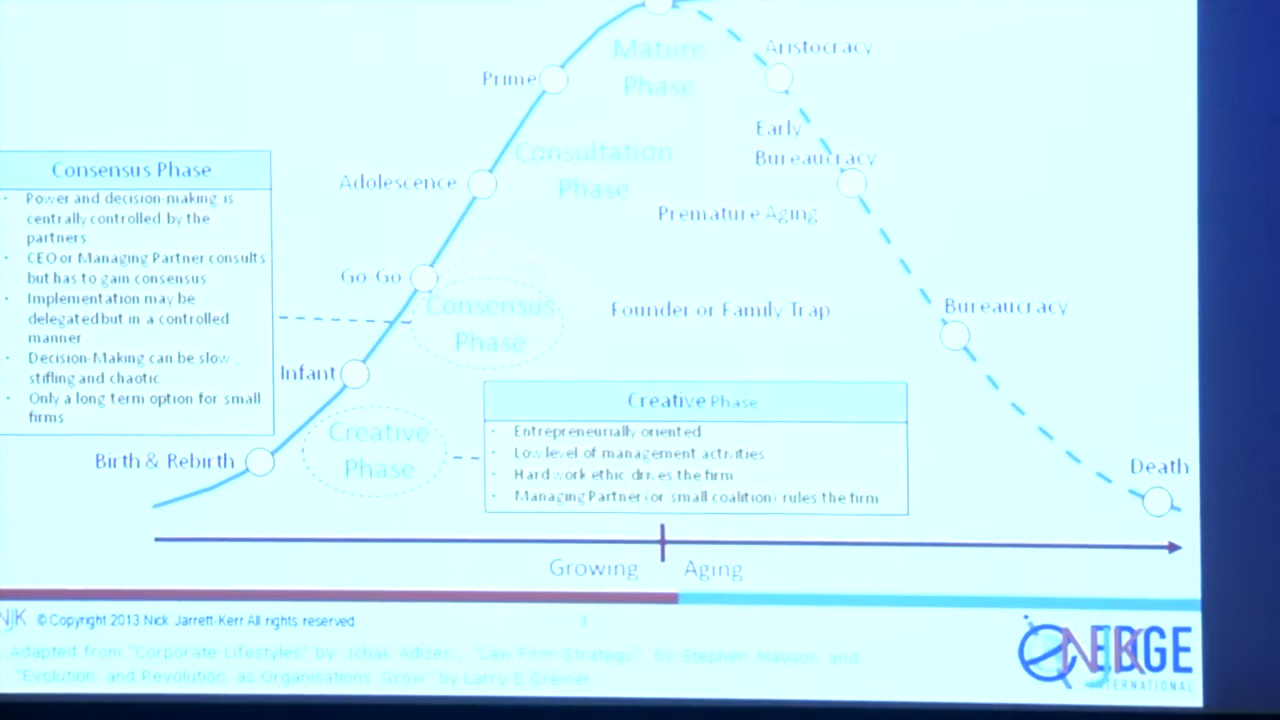 Mature
Phase
Aristocracy
Prime
Early
Bureaucracy
Consultation
Phase
Adolescence
Premature Aging
Consensus Phase
· Power and decision-making is
centrally controlled by the
partners
· CEO or Managing Partner consults
but has to gain consensus
· Implementation may be
delegated but in a controlled
manner
· Decision-Making can be slow,
stifling and chaotic
· Only a long term option for small
firms
Go-Go
Consensus
Phase
Founder or Family Trap
Bureaucracy
Infant
Creative
Phase
Creative Phase
· Entrepreneurially oriented
· Low level of management activities
· Hard work ethic drives the firm
· Managing Partner (or small coalition) rules the firm
Birth & Rebirth
Death
Growing
Aging
NJK © Copyright 2013 Nick Jarrett-Kerr All rights reserved
Adapted from "Corporate Lifestyles" by Ichak Adizes., "Law Firm Strategy", by Stephen Mayson and
"Evolution and Revolution as Organisations Grow" by Larry E Greiner
NJK
EDGE
INTERNATIONAL